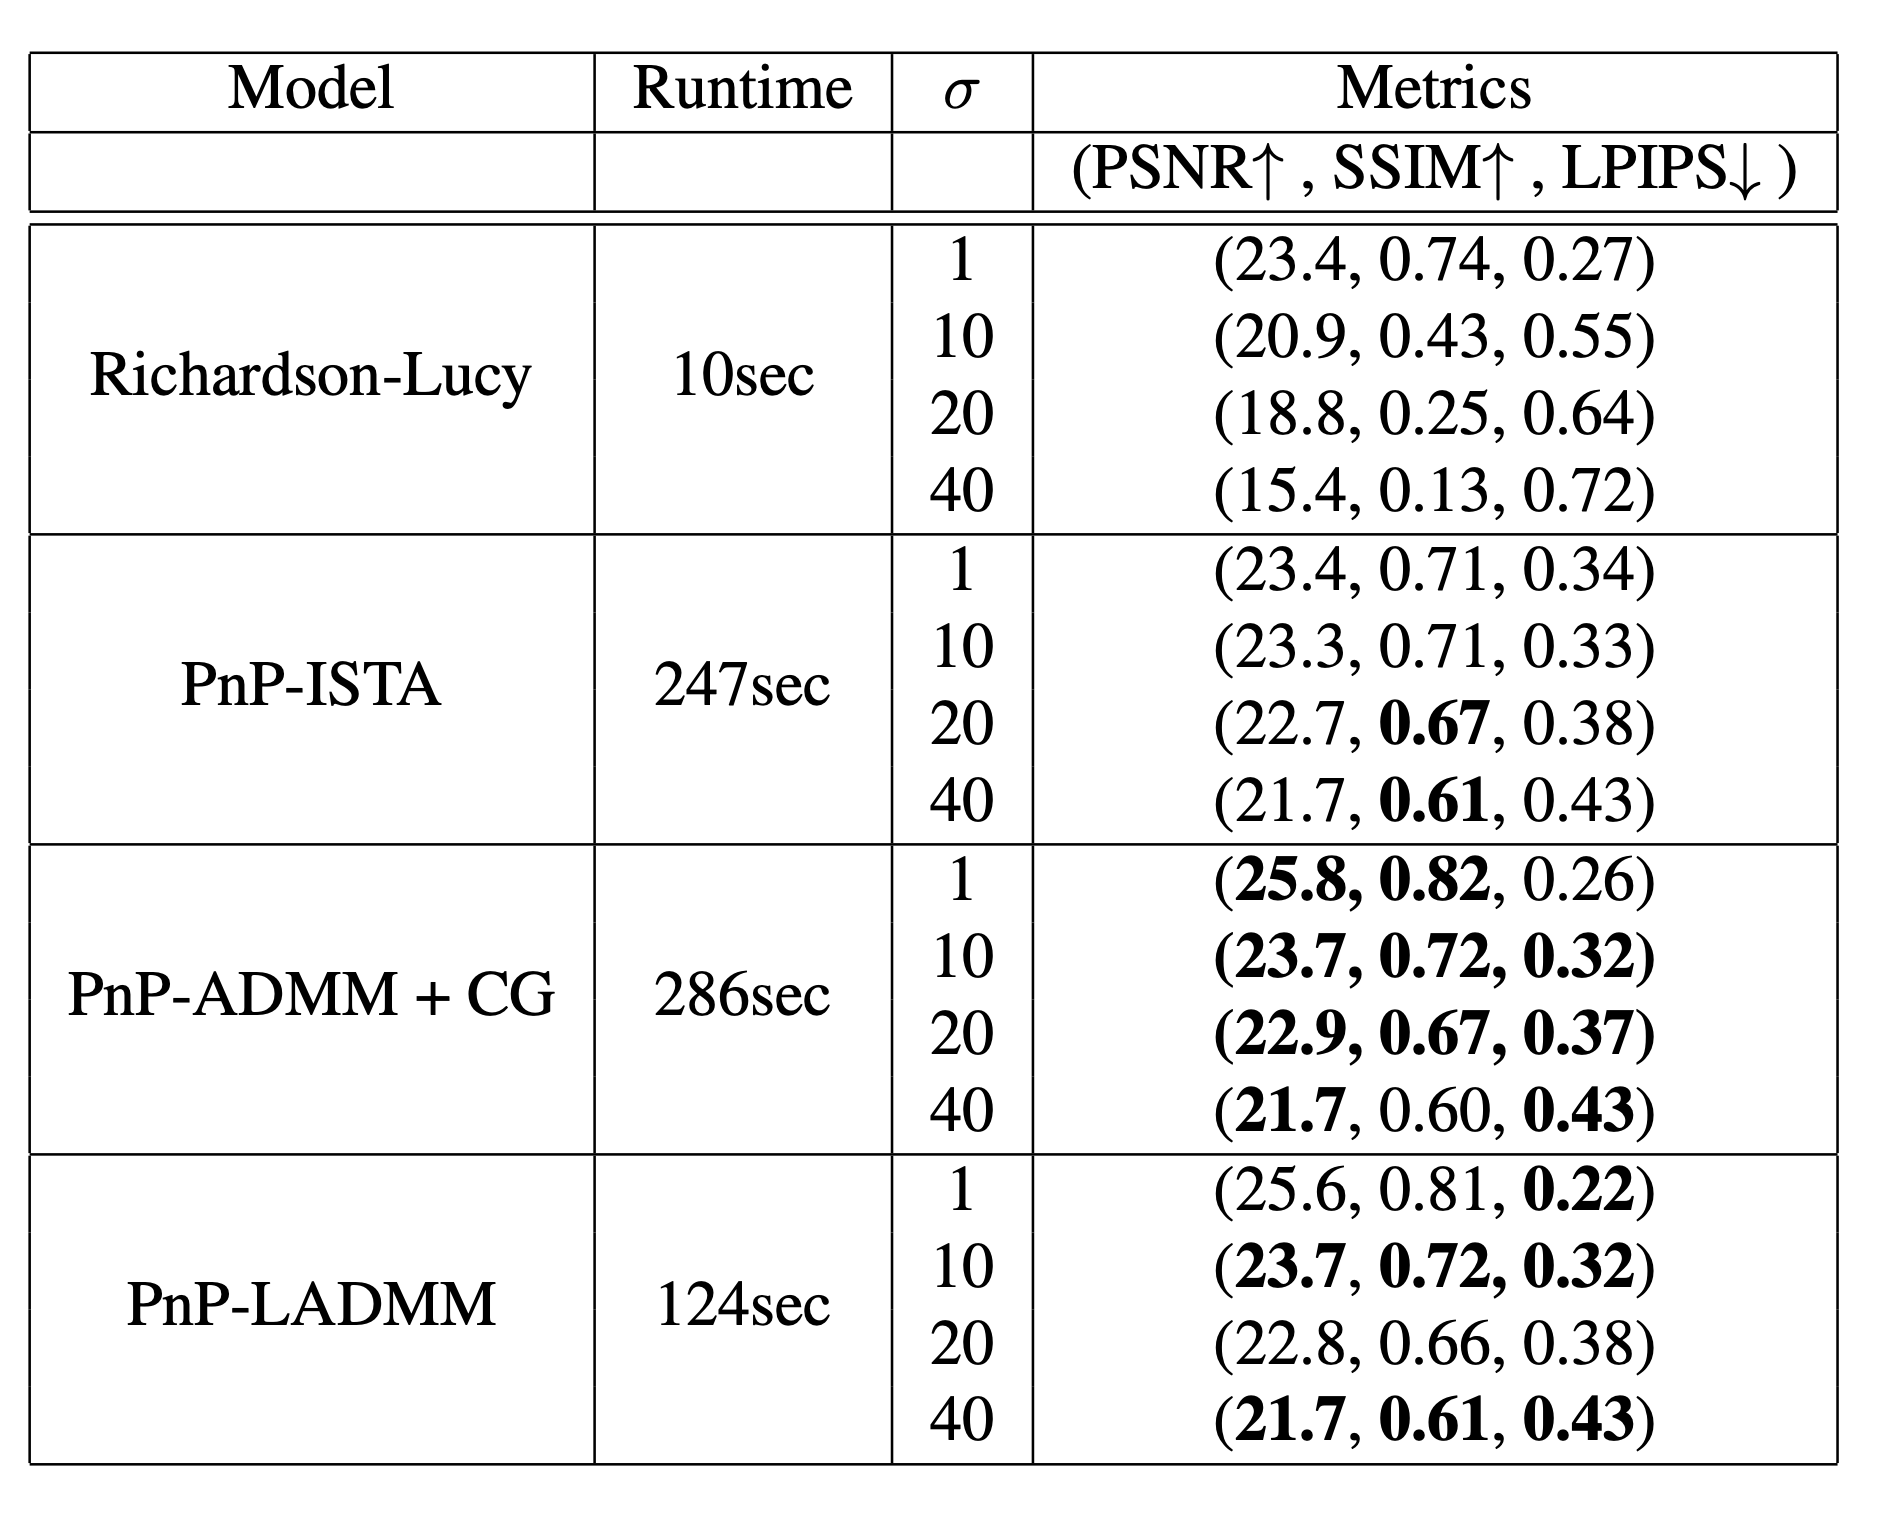 Model Runtime σ Metrics
(PSNR↑ , SSIM↑ , LPIPS↓ )
1 (23.4, 0.74, 0.27)
10 (20.9, 0.43, 0.55)
Richardson-Lucy 10sec
20 (18.8, 0.25, 0.64)
40 (15.4, 0.13, 0.72)
1 (23.4, 0.71, 0.34)
10 (23.3, 0.71, 0.33)
PnP-ISTA 247sec
20 (22.7, 0.67, 0.38)
40 (21.7, 0.61, 0.43)
1 (25.8, 0.82, 0.26)
10 (23.7, 0.72, 0.32)
PnP-ADMM + CG 286sec
20 (22.9, 0.67, 0.37)
40 (21.7, 0.60, 0.43)
1 (25.6, 0.81, 0.22)
10 (23.7, 0.72, 0.32)
PnP-LADMM 124sec
20 (22.8, 0.66, 0.38)
40 (21.7, 0.61, 0.43)